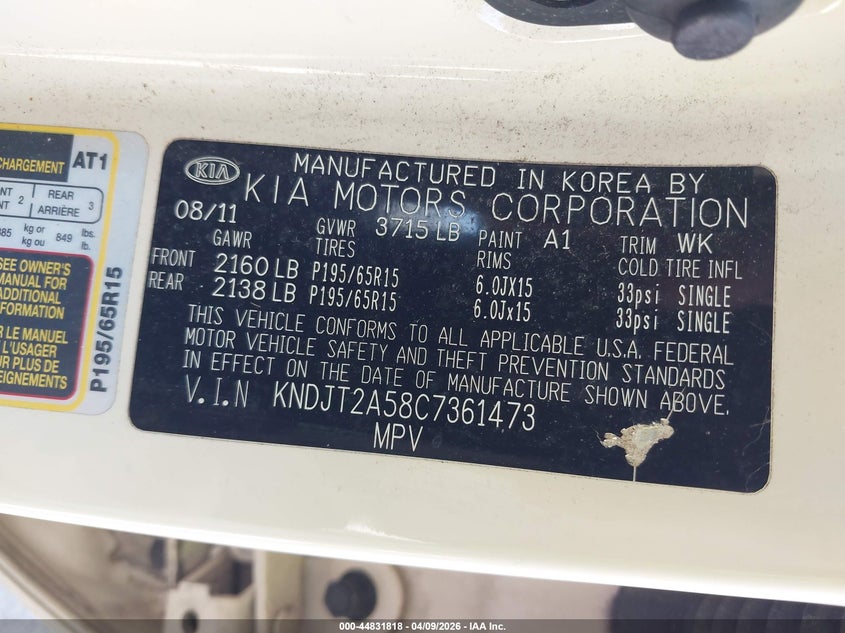 CHARGEMENT AT1
2 REAR 3
ARRIÈRE
385 kg or 849 lbs.
kg ou lb.
SEE OWNER'S
MANUAL FOR
ADDITIONAL
INFORMATION
LE MANUEL
L'USAGER
PLUS DE
P195/65R15
KIA
MANUFACTURED IN KOREA BY
KIA MOTORS CORPORATION
08/11 GVWR 3715 LB PAINT A1 TRIM WK
GAWR TIRES RIMS COLD TIRE INFL
FRONT 2160 LB P195/65R15 6.0JX15 33psi SINGLE
REAR 2138 LB P195/65R15 6.0Jx15 33psi SINGLE
THIS VEHICLE CONFORMS TO ALL APPLICABLE U.S.A. FEDERAL
MOTOR VEHICLE SAFETY AND THEFT PREVENTION STANDARDS
IN EFFECT ON THE DATE OF MANUFACTURE SHOWN ABOVE.
V.I.N KNDJT2A58C7361473
MPV
000-44831818 | 04/09/2026 - IAA Inc.